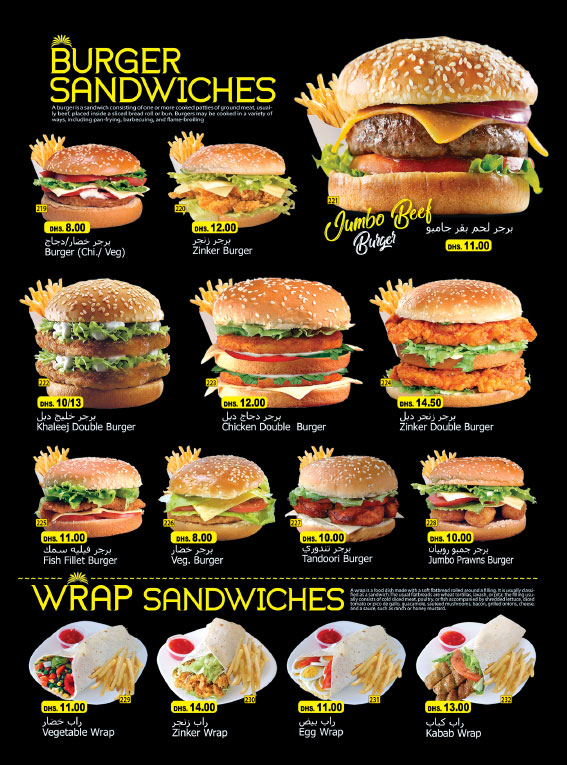 BURGER
SANDWICHES
A burger is a sandwich consisting of one or more cooked patties of ground meat, usual-
ly beef, placed inside a sliced bread roll or bun. Burgers may be cooked in a variety of
ways, including pan-frying, barbecuing, and flame-broiling
219
DHS. 8.00
برجر خضار/دجاج
Burger (Chi./ Veg)
220
DHS. 12.00
برجر زنجر
Zinker Burger
221
Jumbo Beef
Burger
برجر لحم بقر جامبو
DHS. 11.00
222
DHS. 10/13
برجر خليج دبل
Khaleej Double Burger
223
DHS. 12.00
برجر دجاج دبل
Chicken Double Burger
224
DHS. 14.50
برجر زنجر دبل
Zinker Double Burger
225
DHS. 11.00
برجر فيليه سمك
Fish Fillet Burger
226
DHS. 8.00
برجر خضار
Veg. Burger
227
DHS. 10.00
برجر تندوري
Tandoori Burger
228
DHS. 10.00
برجر جمبو روبيان
Jumbo Prawns Burger
WRAP SANDWICHES
A wrap is a food dish made with a soft flatbread rolled around a filling. It is usually classi-
fied as a sandwich. The usual flatbreads are wheat tortillas, lavash, or pita; the filling usu-
ally consists of cold sliced meat, poultry, or fish accompanied by shredded lettuce, diced
tomato or pico de gallo, guacamole, sauteed mushrooms, bacon, grilled onions, cheese,
and a sauce, such as ranch or honey mustard.
229
DHS. 11.00
راب خضار
Vegetable Wrap
230
DHS. 14.00
راب زنجر
Zinker Wrap
231
DHS. 11.00
راب بيض
Egg Wrap
232
DHS. 13.00
راب كباب
Kabab Wrap